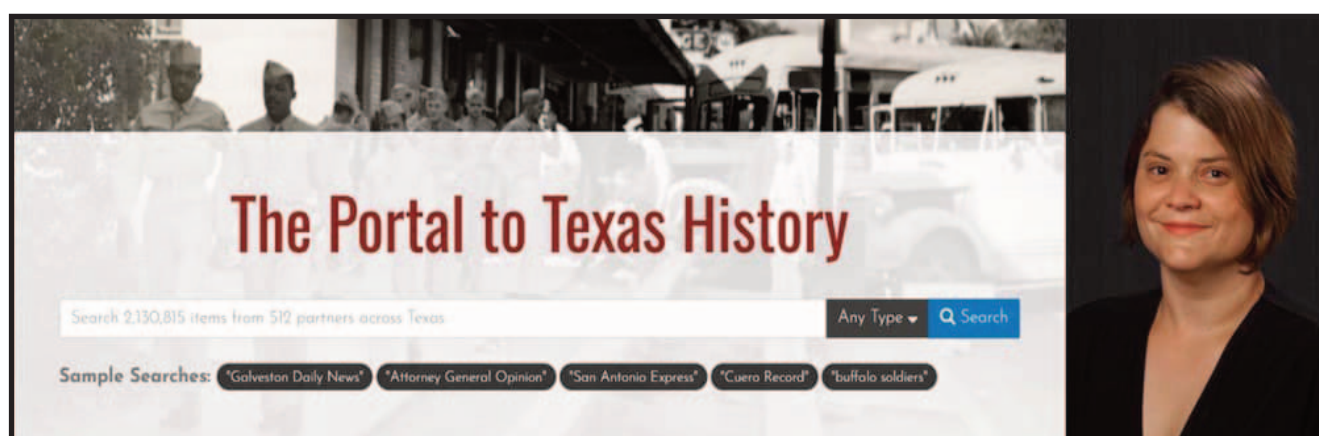 The Portal to Texas History
Search 2,130,815 items from 512 partners across Texas
Any Type Search
Sample Searches: "Galveston Daily News" "Attorney General Opinion" "San Antonio Express" "Cuero Record" "buffalo soldiers"